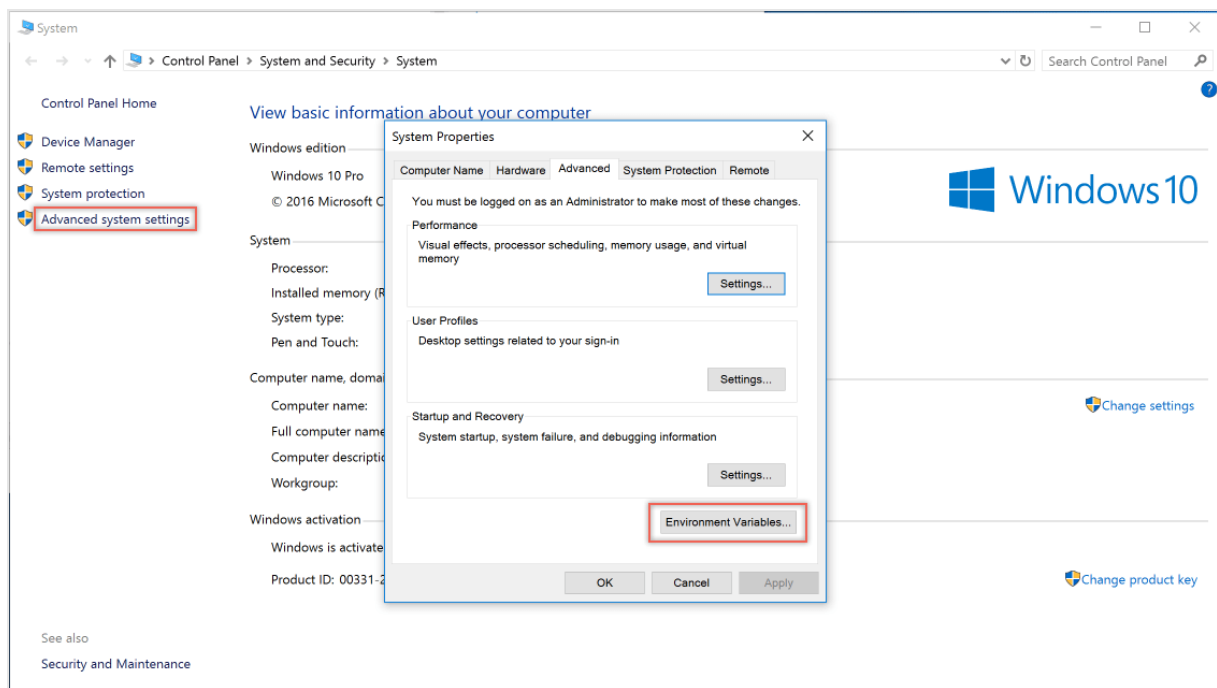 System
Control Panel > System and Security > System
Search Control Panel
?
Control Panel Home
Device Manager
Remote settings
System protection
Advanced system settings
View basic information about your computer
Windows edition
Windows 10 Pro
© 2016 Microsoft C
Windows 10
System
Processor:
Installed memory (R
System type:
Pen and Touch:
Computer name, domai
Computer name:
Full computer name
Computer descriptic
Workgroup:
Change settings
Windows activation
Windows is activate
Product ID: 00331-2
Change product key
See also
Security and Maintenance
System Properties
Computer Name Hardware Advanced System Protection Remote
You must be logged on as an Administrator to make most of these changes.
Performance
Visual effects, processor scheduling, memory usage, and virtual
memory
Settings...
User Profiles
Desktop settings related to your sign-in
Settings...
Startup and Recovery
System startup, system failure, and debugging information
Settings...
Environment Variables...
OK Cancel Apply